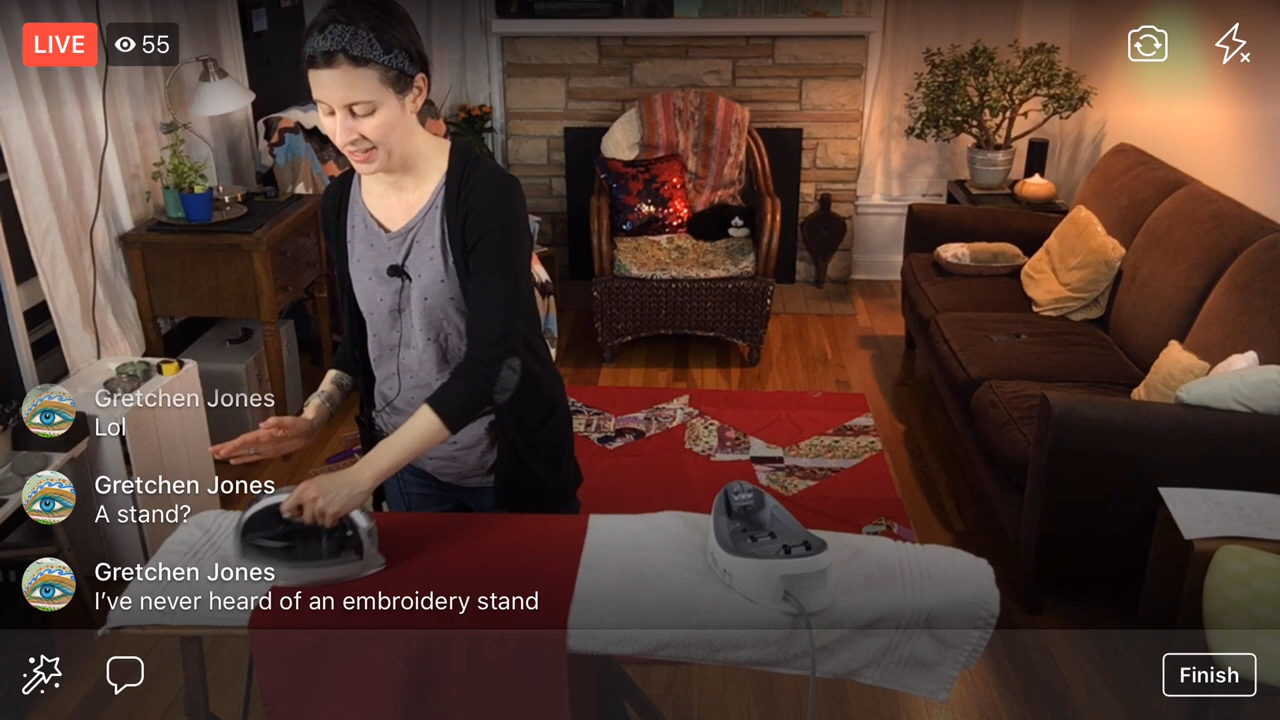 LIVE
55
Gretchen Jones
Lol
Gretchen Jones
A stand?
Gretchen Jones
I've never heard of an embroidery stand
Finish